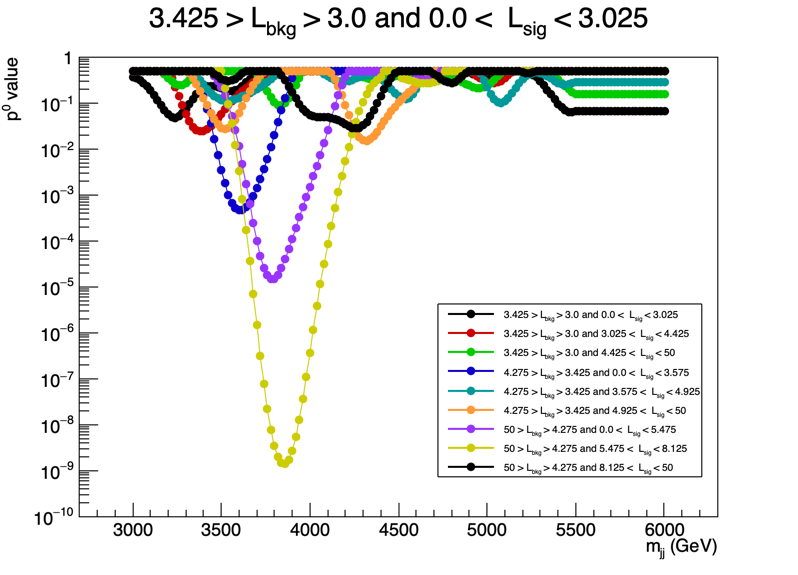 3.425 > L_bkg > 3.0 and 0.0 < L_sig < 3.025
p^0 value
1
10^−1
10^−2
10^−3
10^−4
10^−5
10^−6
10^−7
10^−8
10^−9
10^−10
3.425 > L_bkg > 3.0 and 0.0 < L_sig < 3.025
3.425 > L_bkg > 3.0 and 3.025 < L_sig < 4.425
3.425 > L_bkg > 3.0 and 4.425 < L_sig < 50
4.275 > L_bkg > 3.425 and 0.0 < L_sig < 3.575
4.275 > L_bkg > 3.425 and 3.575 < L_sig < 4.925
4.275 > L_bkg > 3.425 and 4.925 < L_sig < 50
50 > L_bkg > 4.275 and 0.0 < L_sig < 5.475
50 > L_bkg > 4.275 and 5.475 < L_sig < 8.125
50 > L_bkg > 4.275 and 8.125 < L_sig < 50
3000 3500 4000 4500 5000 5500 6000
m_jj (GeV)